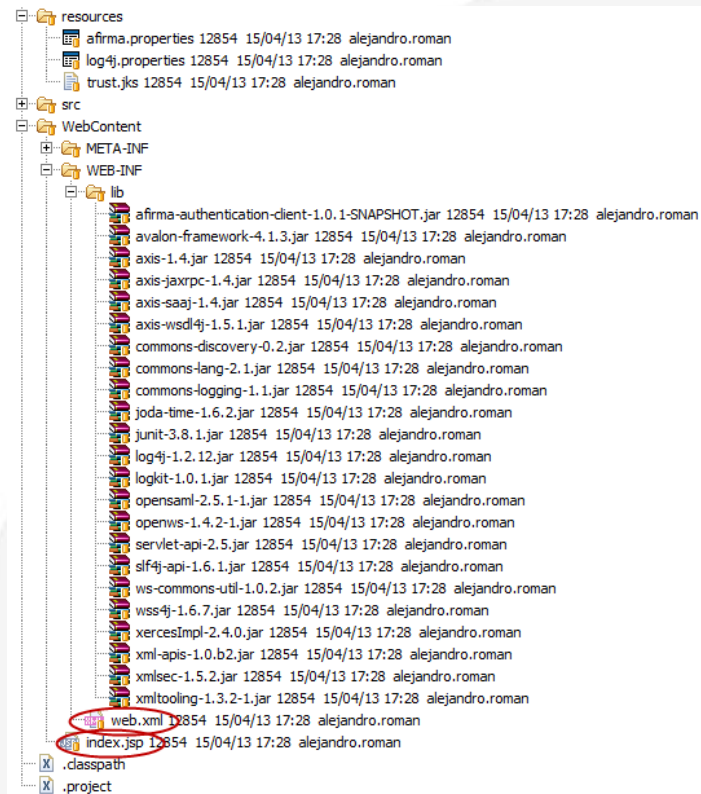 resources
afirma.properties 12854 15/04/13 17:28 alejandro.roman
log4j.properties 12854 15/04/13 17:28 alejandro.roman
trust.jks 12854 15/04/13 17:28 alejandro.roman
src
WebContent
META-INF
WEB-INF
lib
afirma-authentication-client-1.0.1-SNAPSHOT.jar 12854 15/04/13 17:28 alejandro.roman
avalon-framework-4.1.3.jar 12854 15/04/13 17:28 alejandro.roman
axis-1.4.jar 12854 15/04/13 17:28 alejandro.roman
axis-jaxrpc-1.4.jar 12854 15/04/13 17:28 alejandro.roman
axis-saaj-1.4.jar 12854 15/04/13 17:28 alejandro.roman
axis-wsdl4j-1.5.1.jar 12854 15/04/13 17:28 alejandro.roman
commons-discovery-0.2.jar 12854 15/04/13 17:28 alejandro.roman
commons-lang-2.1.jar 12854 15/04/13 17:28 alejandro.roman
commons-logging-1.1.jar 12854 15/04/13 17:28 alejandro.roman
joda-time-1.6.2.jar 12854 15/04/13 17:28 alejandro.roman
junit-3.8.1.jar 12854 15/04/13 17:28 alejandro.roman
log4j-1.2.12.jar 12854 15/04/13 17:28 alejandro.roman
logkit-1.0.1.jar 12854 15/04/13 17:28 alejandro.roman
opensaml-2.5.1-1.jar 12854 15/04/13 17:28 alejandro.roman
openws-1.4.2-1.jar 12854 15/04/13 17:28 alejandro.roman
servlet-api-2.5.jar 12854 15/04/13 17:28 alejandro.roman
slf4j-api-1.6.1.jar 12854 15/04/13 17:28 alejandro.roman
ws-commons-util-1.0.2.jar 12854 15/04/13 17:28 alejandro.roman
wss4j-1.6.7.jar 12854 15/04/13 17:28 alejandro.roman
xercesImpl-2.4.0.jar 12854 15/04/13 17:28 alejandro.roman
xml-apis-1.0.b2.jar 12854 15/04/13 17:28 alejandro.roman
xmlsec-1.5.2.jar 12854 15/04/13 17:28 alejandro.roman
xmltooling-1.3.2-1.jar 12854 15/04/13 17:28 alejandro.roman
web.xml 12854 15/04/13 17:28 alejandro.roman
index.jsp 12854 15/04/13 17:28 alejandro.roman
.classpath
.project